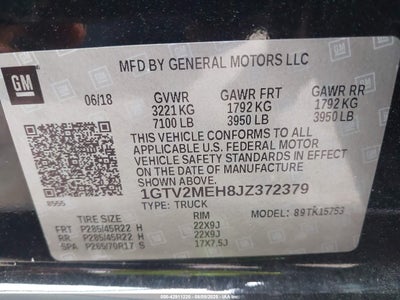 GM
MFD BY GENERAL MOTORS LLC
06/18 GVWR GAWR FRT GAWR RR
3221 KG 1792 KG 1792 KG
7100 LB 3950 LB 3950 LB
THIS VEHICLE CONFORMS TO ALL
APPLICABLE U.S. FEDERAL MOTOR
VEHICLE SAFETY AND BUMPER
STANDARDS IN EFFECT ON THE DATE
OF MANUFACTURE SHOWN ABOVE.
1GTV2MEH8JZ372379
TYPE: TRUCK MODEL: 89TK15753
TIRE SIZE RIM
FRT P285/45R22 H 22X9J
RR P285/45R22 H 22X9J
SPA P265/70R17 S 17X7.5J